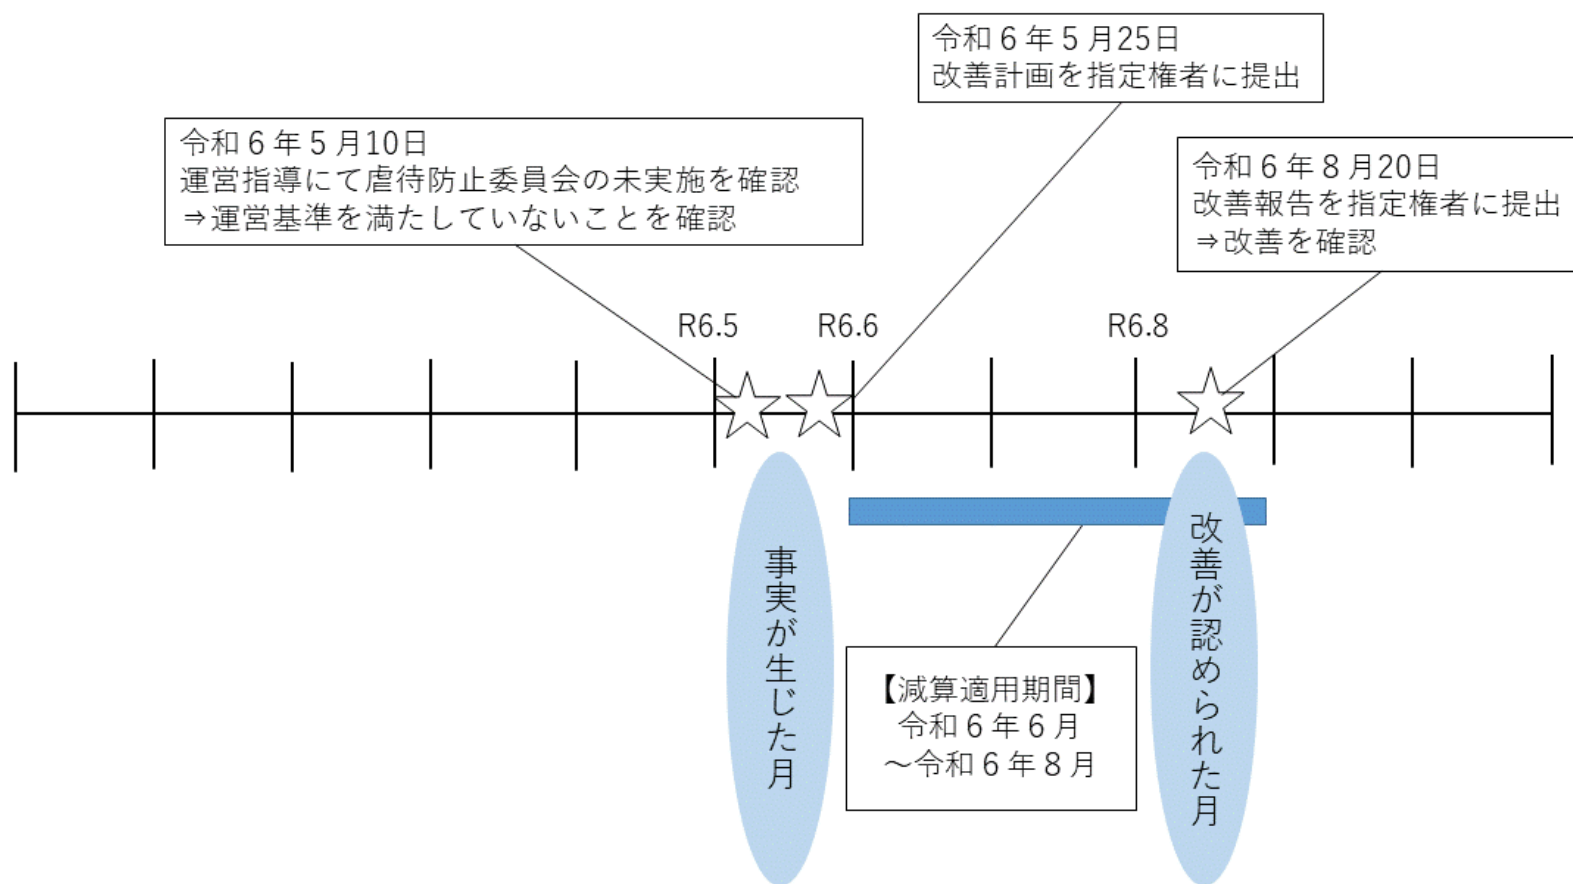 令和６年５月25日
改善計画を指定権者に提出
令和６年５月10日
運営指導にて虐待防止委員会の未実施を確認
⇒運営基準を満たしていないことを確認
令和６年８月20日
改善報告を指定権者に提出
⇒改善を確認
R6.5
R6.6
R6.8
事実が生じた月
改善が認められた月
【減算適用期間】
令和６年６月
～令和６年８月